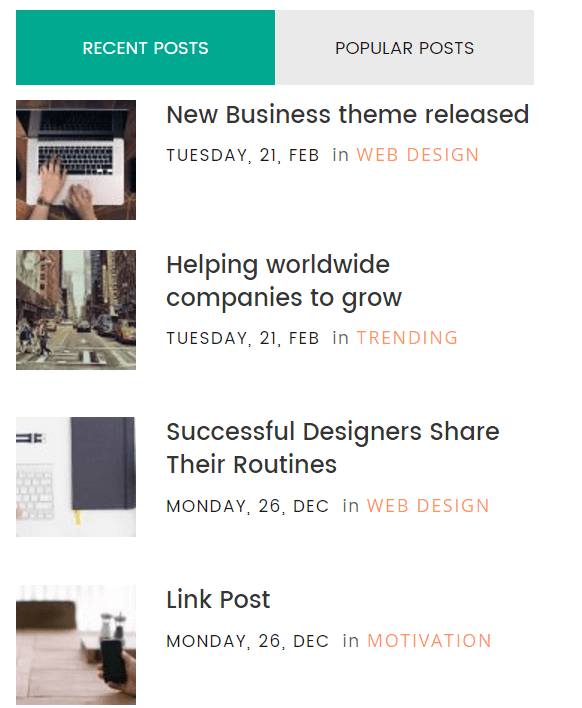 RECENT POSTS
POPULAR POSTS
New Business theme released
TUESDAY, 21, FEB in WEB DESIGN
Helping worldwide
companies to grow
TUESDAY, 21, FEB in TRENDING
Successful Designers Share
Their Routines
MONDAY, 26, DEC in WEB DESIGN
Link Post
MONDAY, 26, DEC in MOTIVATION